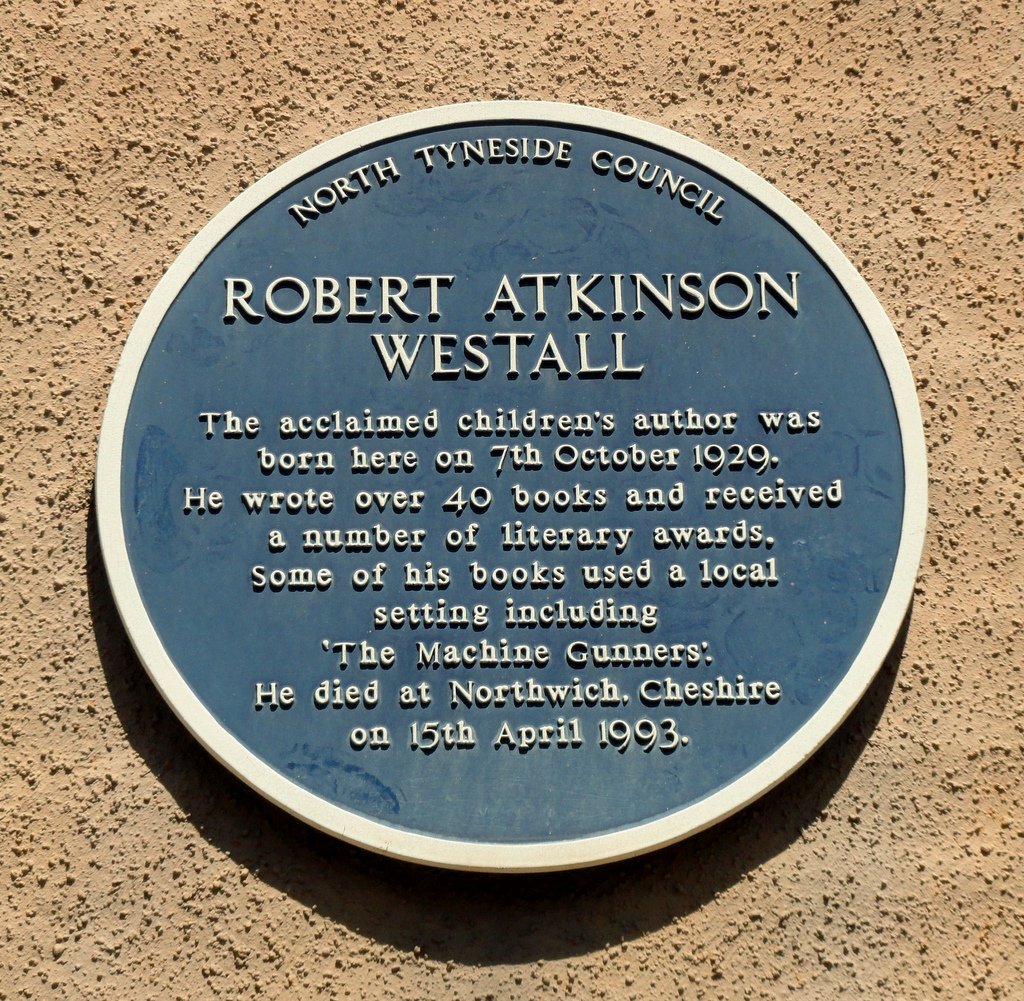 NORTH TYNESIDE COUNCIL
ROBERT ATKINSON
WESTALL
The acclaimed children's author was
born here on 7th October 1929.
He wrote over 40 books and received
a number of literary awards.
Some of his books used a local
setting including
'The Machine Gunners'.
He died at Northwich, Cheshire
on 15th April 1993.